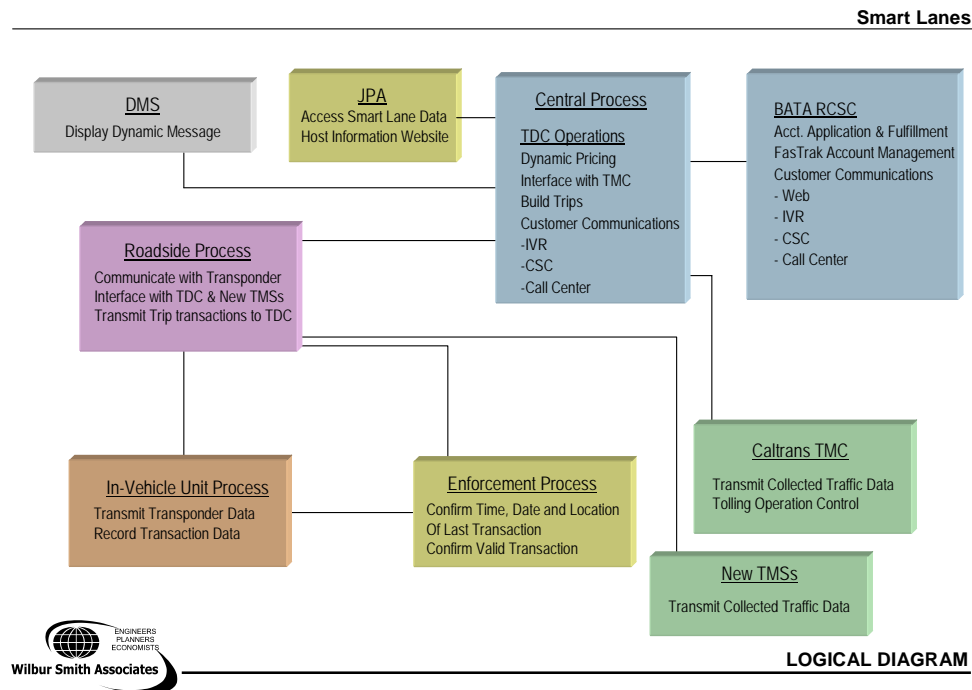 Smart Lanes
DMS
Display Dynamic Message
JPA
Access Smart Lane Data
Host Information Website
Central Process
TDC Operations
Dynamic Pricing
Interface with TMC
Build Trips
Customer Communications
-IVR
-CSC
-Call Center
BATA RCSC
Acct. Application & Fulfillment
FasTrak Account Management
Customer Communications
- Web
- IVR
- CSC
- Call Center
Roadside Process
Communicate with Transponder
Interface with TDC & New TMSs
Transmit Trip transactions to TDC
In-Vehicle Unit Process
Transmit Transponder Data
Record Transaction Data
Enforcement Process
Confirm Time, Date and Location
Of Last Transaction
Confirm Valid Transaction
Caltrans TMC
Transmit Collected Traffic Data
Tolling Operation Control
New TMSs
Transmit Collected Traffic Data
ENGINEERS
PLANNERS
ECONOMISTS
Wilbur Smith Associates
LOGICAL DIAGRAM